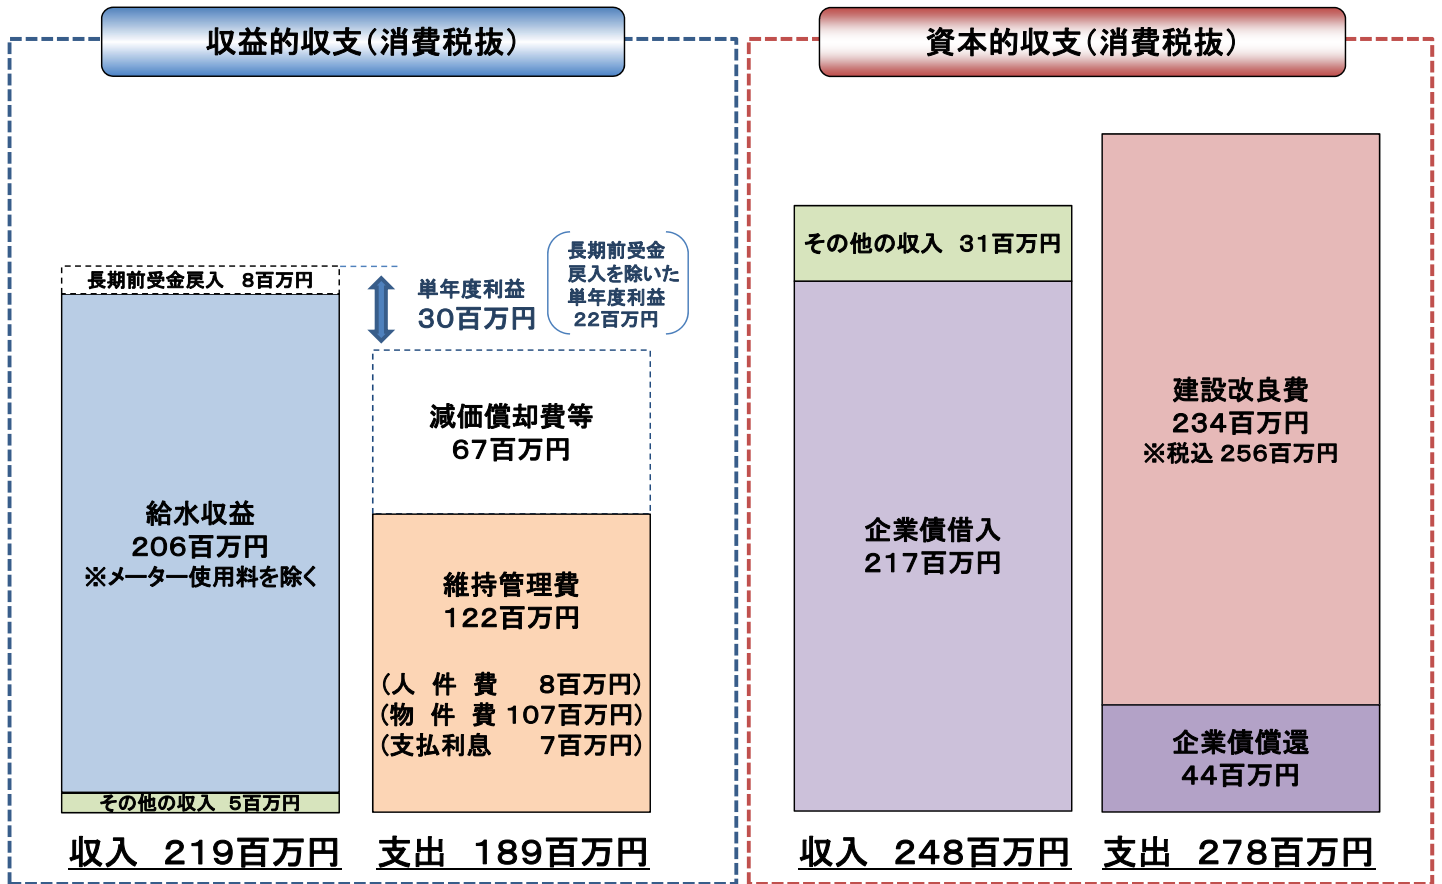 収益的収支（消費税抜）
長期前受金戻入　8百万円
給水収益
206百万円
※メーター使用料を除く
その他の収入　5百万円
収入　219百万円
単年度利益
30百万円
長期前受金
戻入を除いた
単年度利益
22百万円
減価償却費等
67百万円
維持管理費
122百万円
（人　件　費　　8百万円）
（物　件　費 107百万円）
（支払利息　　7百万円）
支出　189百万円
資本的収支（消費税抜）
その他の収入　31百万円
企業債借入
217百万円
収入　248百万円
建設改良費
234百万円
※税込 256百万円
企業債償還
44百万円
支出　278百万円